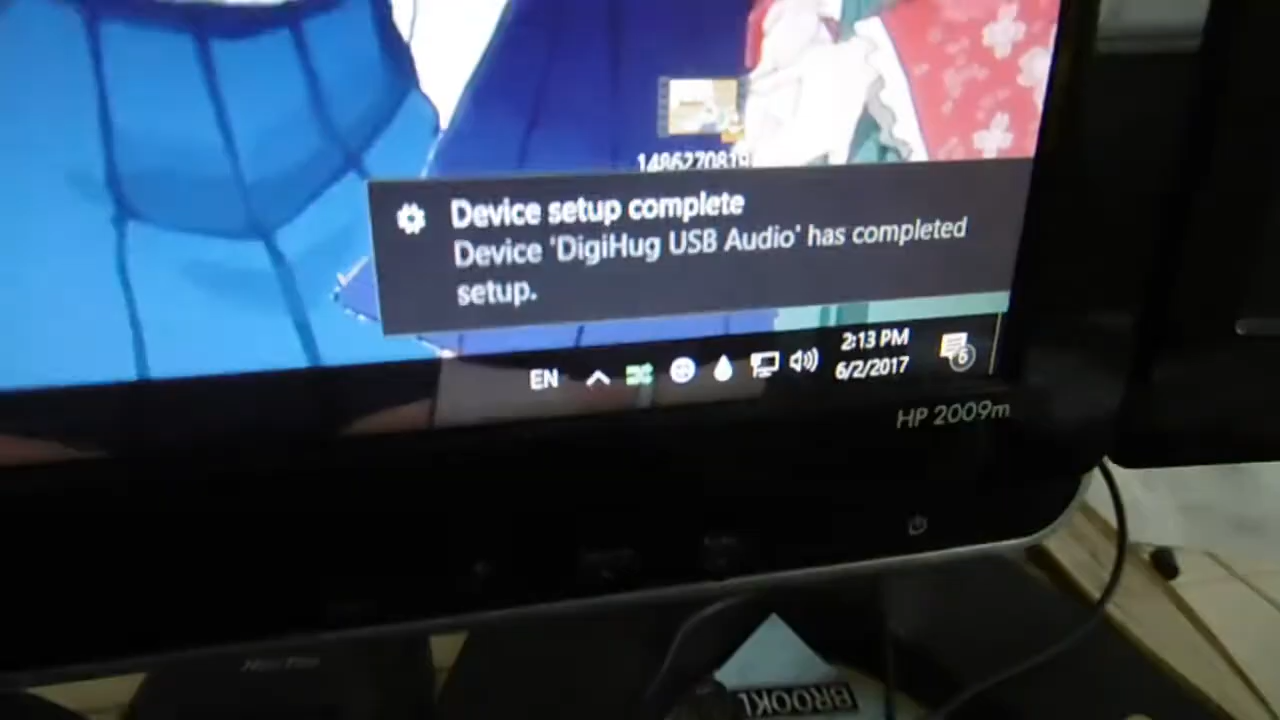 1486270819
Device setup complete
Device 'DigiHug USB Audio' has completed
setup.
EN
2:13 PM
6/2/2017
6
HP 2009m